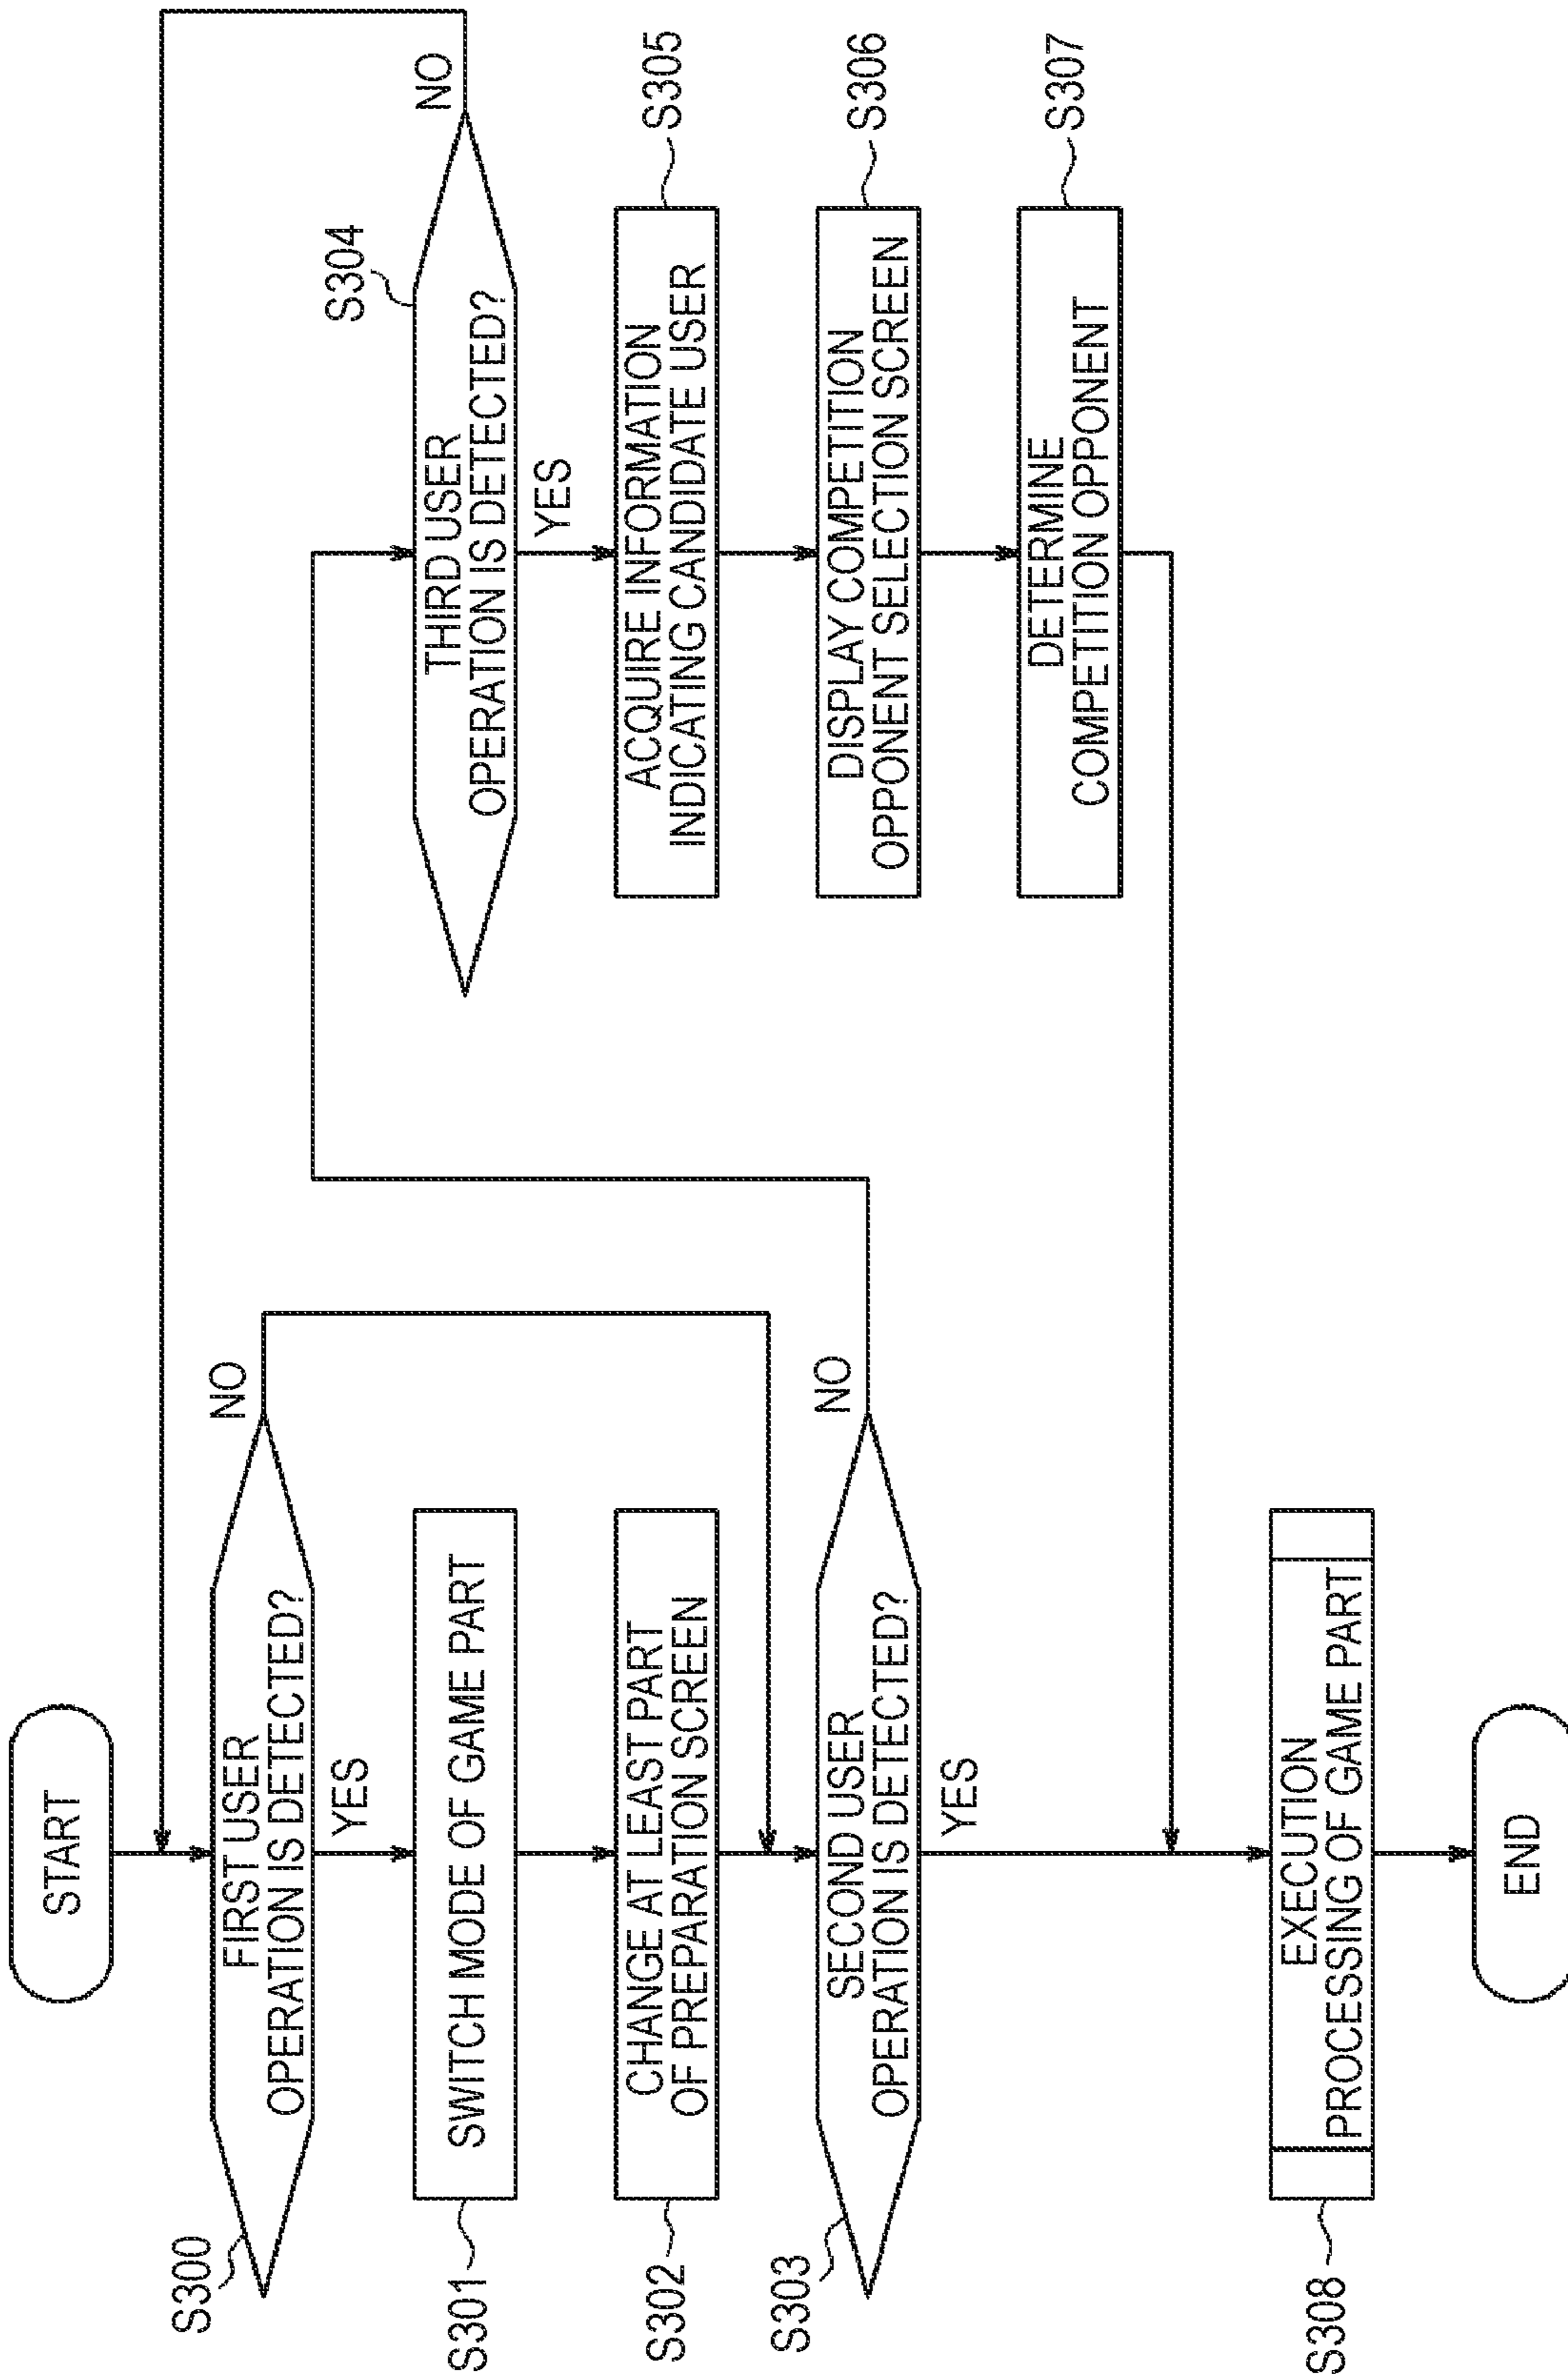 START
S300
FIRST USER
OPERATION IS DETECTED?
NO
YES
S301
SWITCH MODE OF GAME PART
S302
CHANGE AT LEAST PART
OF PREPARATION SCREEN
S303
SECOND USER
OPERATION IS DETECTED?
NO
YES
S304
THIRD USER
OPERATION IS DETECTED?
NO
YES
ACQUIRE INFORMATION
INDICATING CANDIDATE USER
S305
DISPLAY COMPETITION
OPPONENT SELECTION SCREEN
S306
DETERMINE
COMPETITION OPPONENT
S307
S308
EXECUTION
PROCESSING OF GAME PART
END